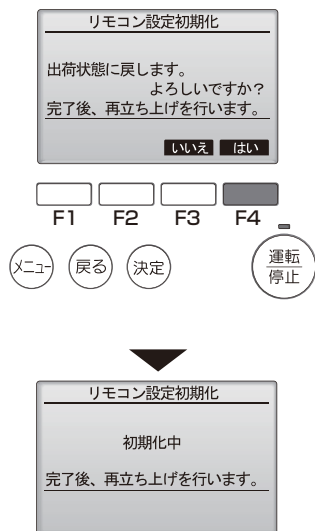 リモコン設定初期化
出荷状態に戻します。
よろしいですか?
完了後、再立ち上げを行います。
いいえ はい
F1 F2 F3 F4
メニュー 戻る 決定 運転
停止
リモコン設定初期化
初期化中
完了後、再立ち上げを行います。